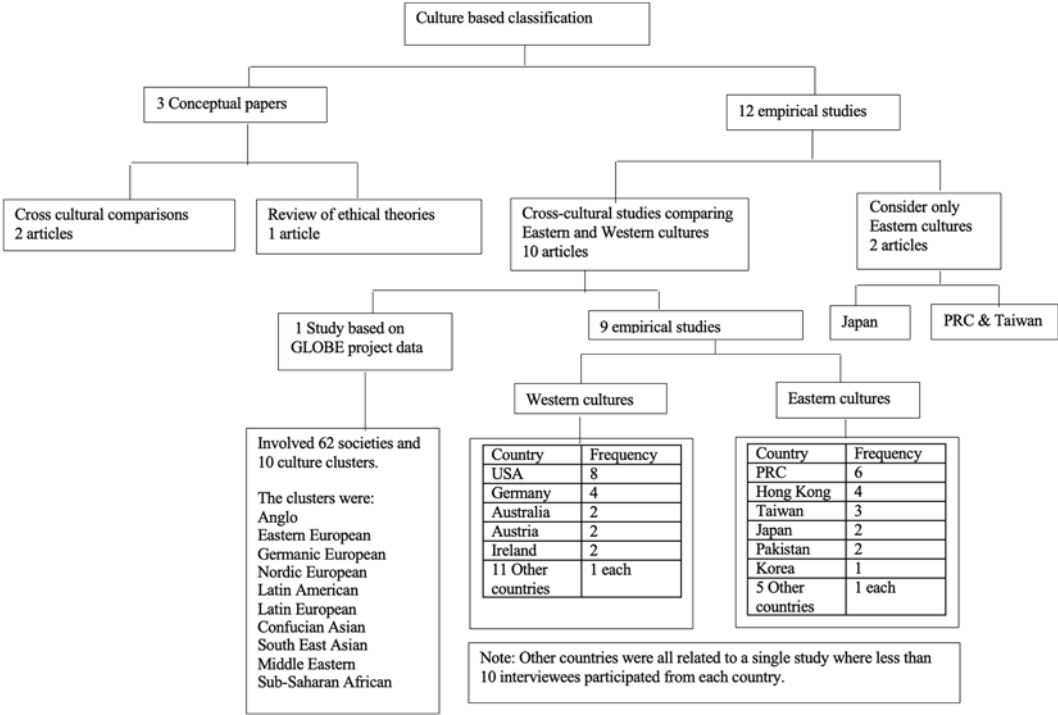 Culture based classification
3 Conceptual papers
12 empirical studies
Cross cultural comparisons
2 articles
Review of ethical theories
1 article
Cross-cultural studies comparing
Eastern and Western cultures
10 articles
Consider only
Eastern cultures
2 articles
1 Study based on
GLOBE project data
9 empirical studies
Japan
PRC & Taiwan
Western cultures
Eastern cultures
Involved 62 societies and
10 culture clusters.
The clusters were:
Anglo
Eastern European
Germanic European
Nordic European
Latin American
Latin European
Confucian Asian
South East Asian
Middle Eastern
Sub-Saharan African
Country Frequency
USA 8
Germany 4
Australia 2
Austria 2
Ireland 2
11 Other 1 each
countries
Country Frequency
PRC 6
Hong Kong 4
Taiwan 3
Japan 2
Pakistan 2
Korea 1
5 Other 1 each
countries
Note: Other countries were all related to a single study where less than
10 interviewees participated from each country.